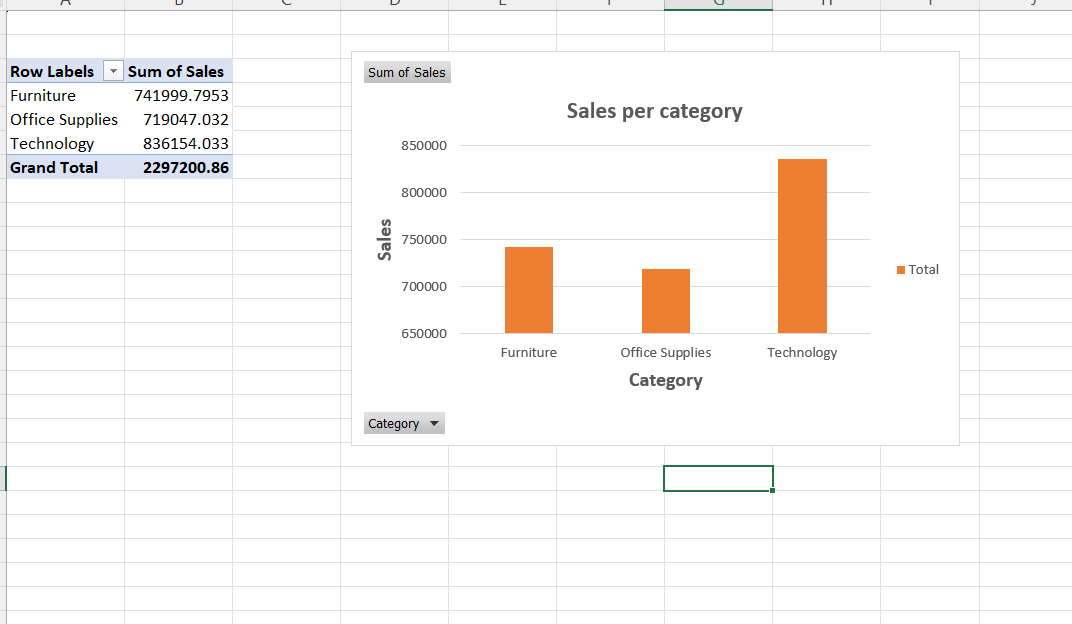 Row Labels Sum of Sales
Furniture 741999.7953
Office Supplies 719047.032
Technology 836154.033
Grand Total 2297200.86
Sum of Sales
Sales per category
850000
800000
750000
700000
650000
Sales
Furniture Office Supplies Technology
Category
Total
Category